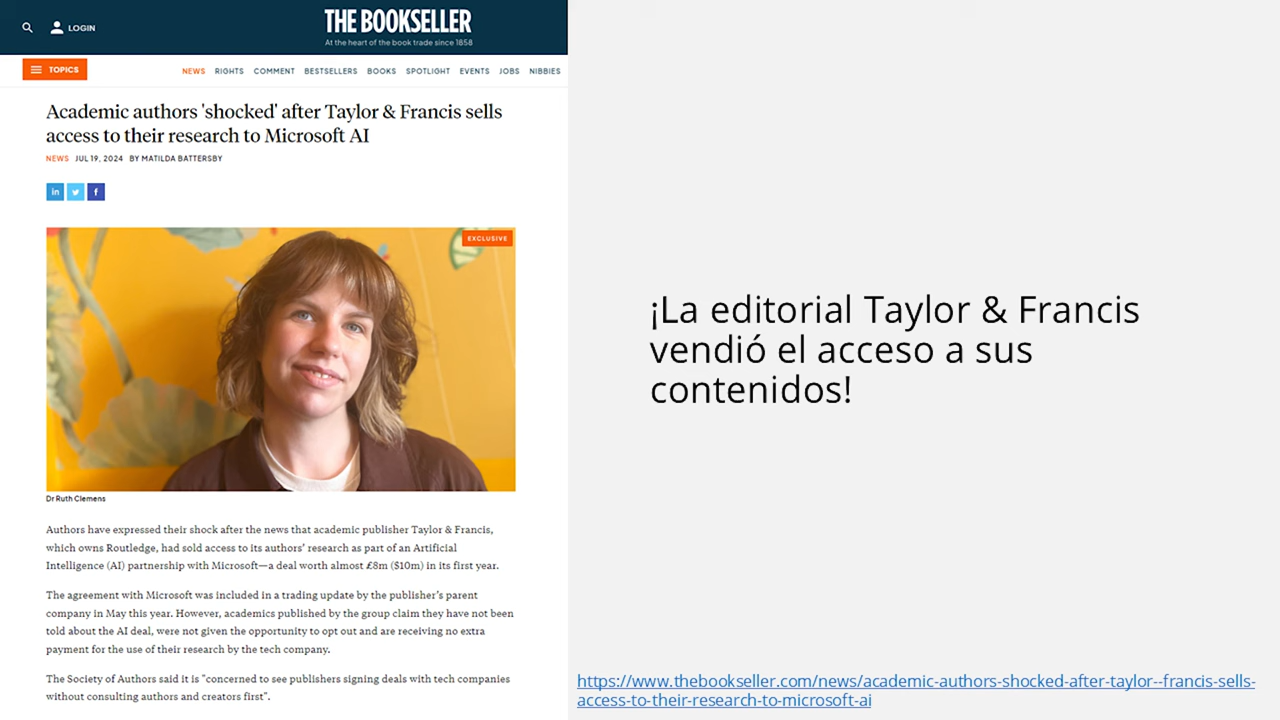 LOGIN
THE BOOKSELLER
At the heart of the book trade since 1858
TOPICS
NEWS RIGHTS COMMENT BESTSELLERS BOOKS SPOTLIGHT EVENTS JOBS NIBBIES
Academic authors 'shocked' after Taylor & Francis sells
access to their research to Microsoft AI
NEWS JUL 19, 2024 BY MATILDA BATTERSBY
EXCLUSIVE
Dr Ruth Clemens
Authors have expressed their shock after the news that academic publisher Taylor & Francis,
which owns Routledge, had sold access to its authors' research as part of an Artificial
Intelligence (AI) partnership with Microsoft—a deal worth almost £8m ($10m) in its first year.
The agreement with Microsoft was included in a trading update by the publisher's parent
company in May this year. However, academics published by the group claim they have not been
told about the AI deal, were not given the opportunity to opt out and are receiving no extra
payment for the use of their research by the tech company.
The Society of Authors said it is "concerned to see publishers signing deals with tech companies
without consulting authors and creators first".
¡La editorial Taylor & Francis
vendió el acceso a sus
contenidos!
https://www.thebookseller.com/news/academic-authors-shocked-after-taylor--francis-sells-
access-to-their-research-to-microsoft-ai